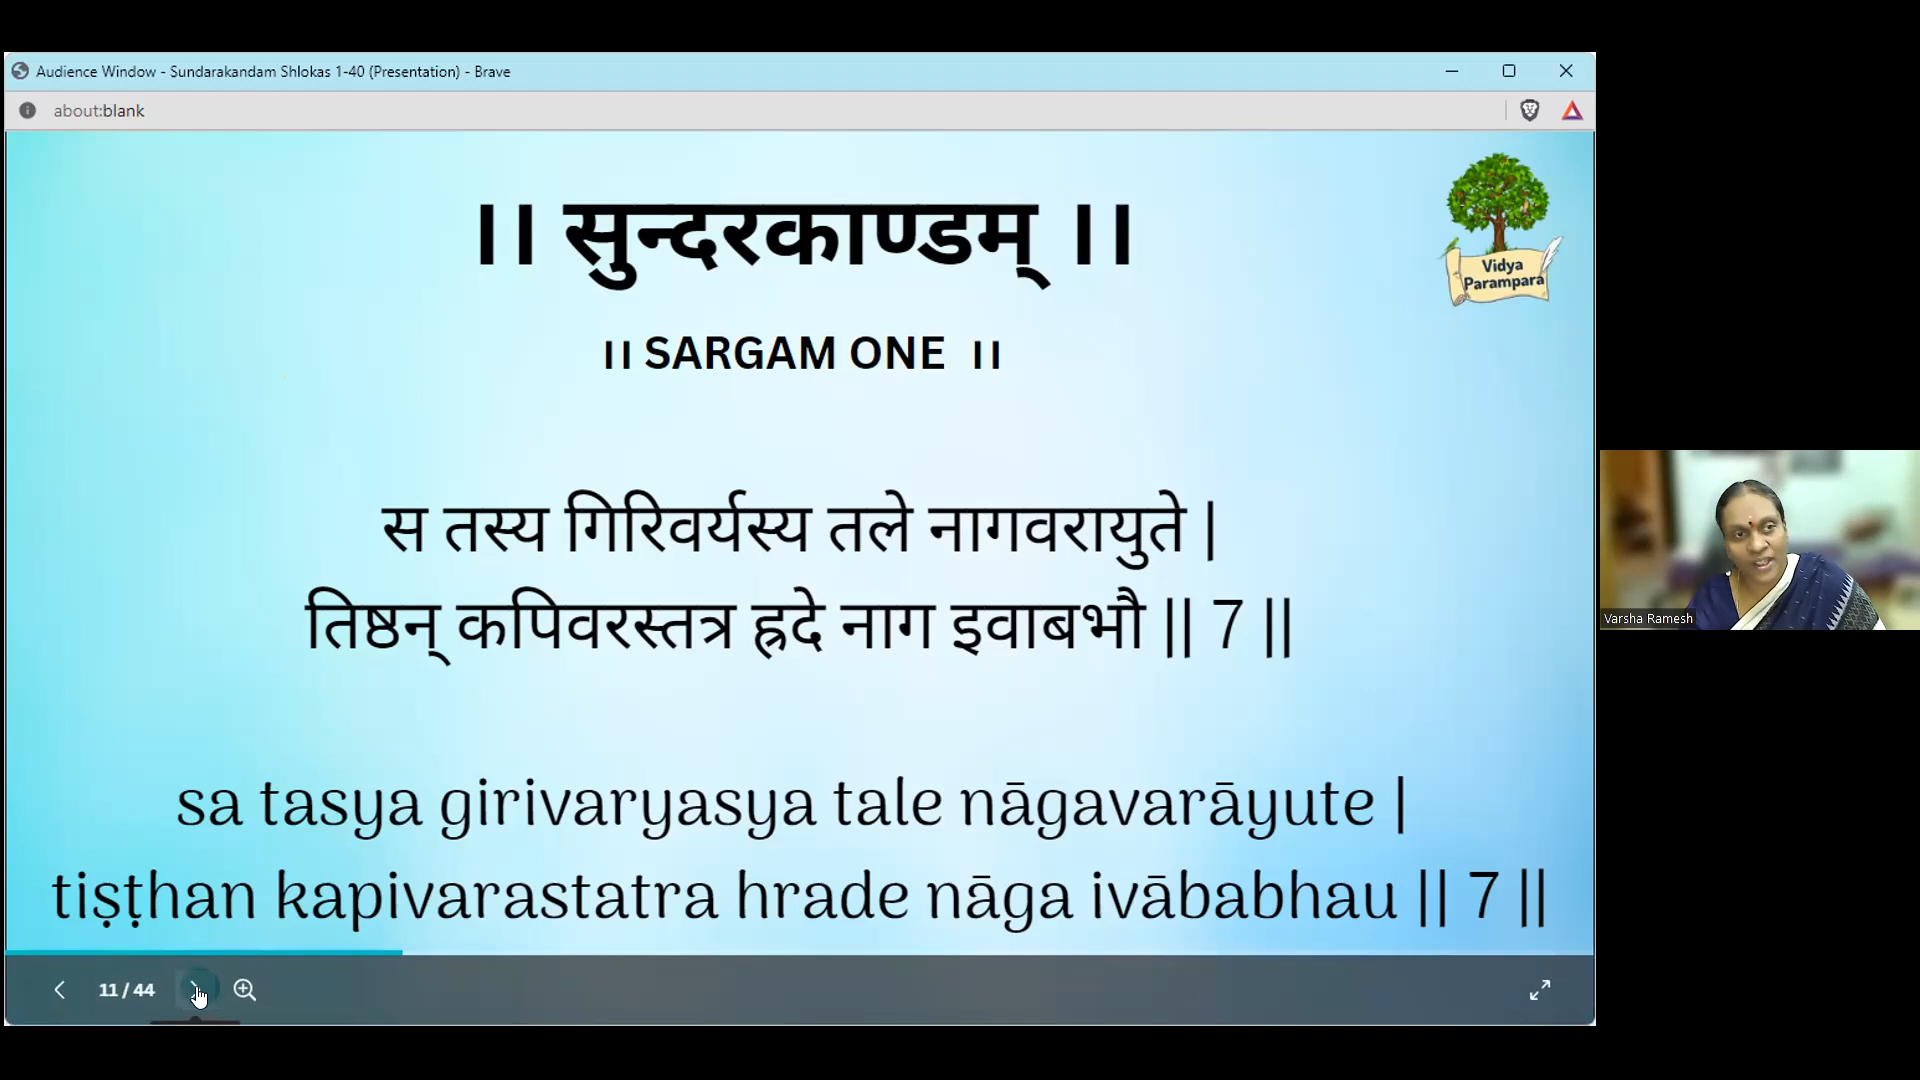 Audience Window - Sundarakandam Shlokas 1-40 (Presentation) - Brave
about:blank
।। सुन्दरकाण्डम् ।।
Vidya
Parampara
।। SARGAM ONE ।।
स तस्य गिरिवर्यस्य तले नागवरायुते |
तिष्ठन् कपिवरस्तत्र ह्रदे नाग इवाबभौ || 7 ||
sa tasya girivaryasya tale nāgavarāyute |
tiṣṭhan kapivarastatra hrade nāga ivābabhau || 7 ||
11 / 44
Varsha Ramesh